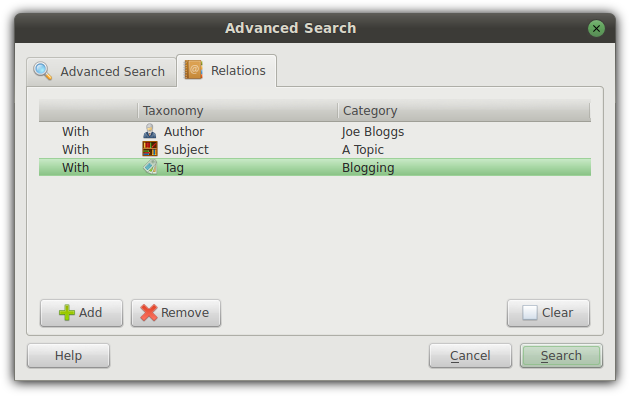 Advanced Search
Advanced Search Relations
Taxonomy Category
With Author Joe Bloggs
With Subject A Topic
With Tag Blogging
Add Remove Clear
Help Cancel Search